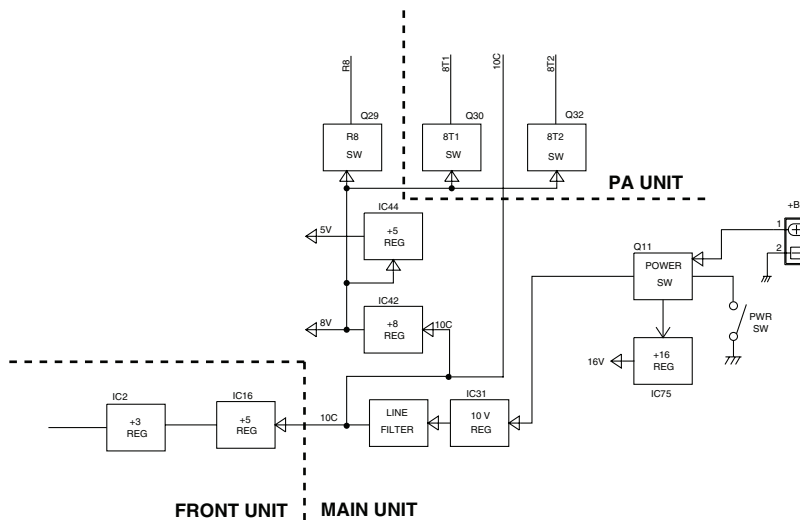 R8
8T1
10C
8T2
Q29
Q30
Q32
R8
SW
8T1
SW
8T2
SW
PA UNIT
IC44
+5
REG
5V
+B
1
2
Q11
POWER
SW
IC42
+8
REG
8V
10C
PWR
SW
16V
+16
REG
IC75
IC2
+3
REG
IC16
+5
REG
10C
LINE
FILTER
IC31
10 V
REG
FRONT UNIT
MAIN UNIT